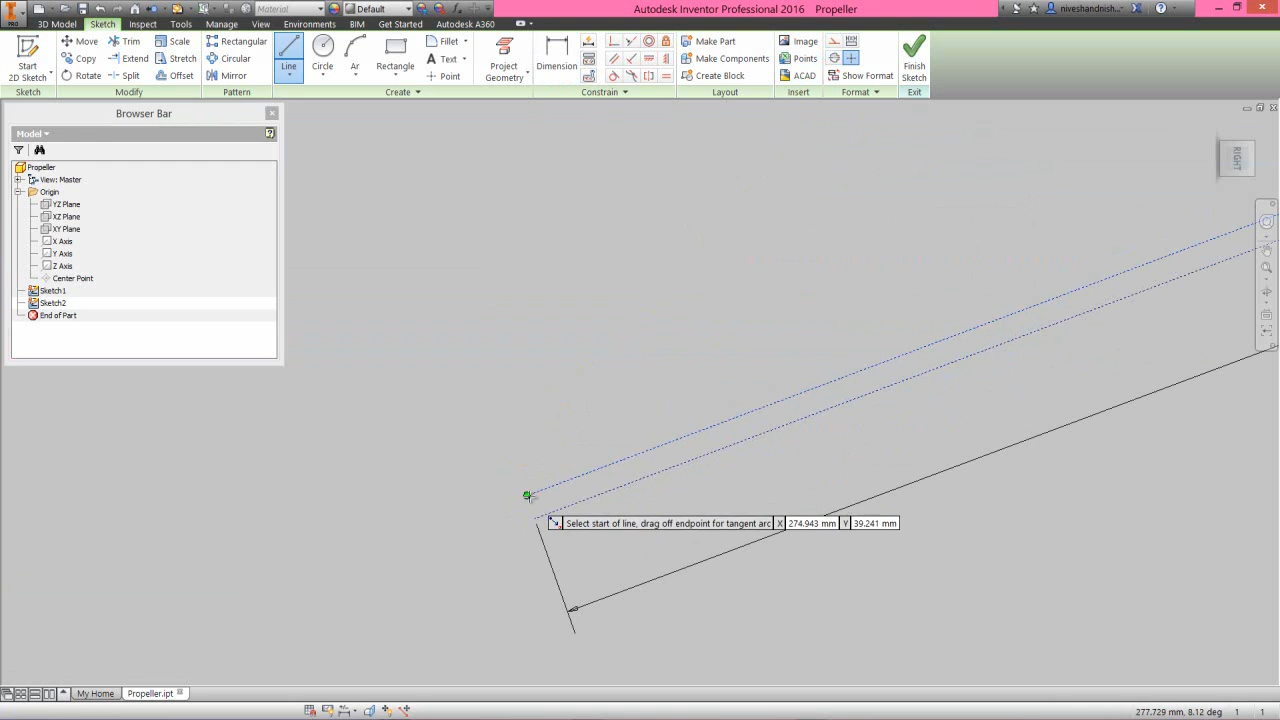 Material
Default
Autodesk Inventor Professional 2016 Propeller
niveshandnish...
PRO
3D Model Sketch Inspect Tools Manage View Environments BIM Get Started Autodesk A360
Start
2D Sketch
Move Trim Scale
Copy Extend Stretch
Rotate Split Offset
Rectangular
Circular
Mirror
Line Circle Arc Rectangle
Fillet
Text
Point
Project
Geometry
Dimension
Make Part
Make Components
Create Block
Image
Points
ACAD
Show Format
Finish
Sketch
Sketch Modify Pattern Create Constrain Layout Insert Format Exit
Browser Bar
Model
Propeller
View: Master
Origin
YZ Plane
XZ Plane
XY Plane
X Axis
Y Axis
Z Axis
Center Point
Sketch1
Sketch2
End of Part
RIGHT
Select start of line, drag off endpoint for tangent arc X 274.943 mm Y 39.241 mm
My Home Propeller.ipt
277.729 mm, 8.12 deg 1 1